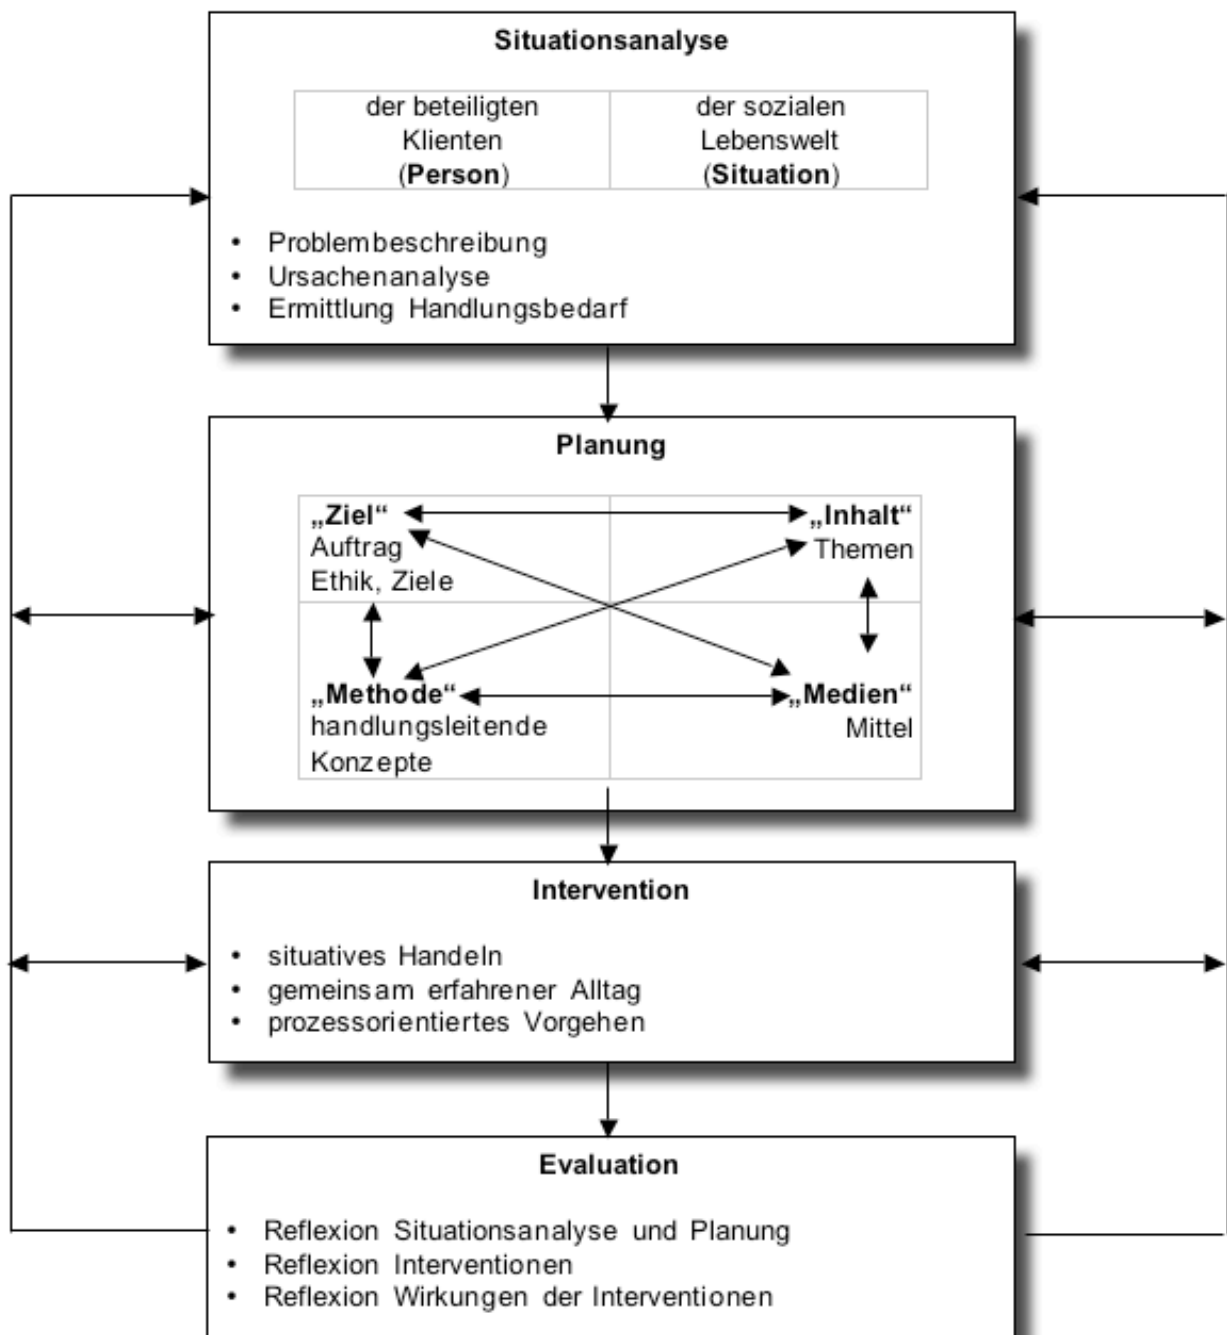 Situationsanalyse
der beteiligten
Klienten
(Person)
der sozialen
Lebenswelt
(Situation)
• Problembeschreibung
• Ursachenanalyse
• Ermittlung Handlungsbedarf
Planung
„Ziel“
Auftrag
Ethik, Ziele
„Inhalt“
Themen
„Methode“
handlungsleitende
Konzepte
„Medien“
Mittel
Intervention
• situatives Handeln
• gemeinsam erfahrener Alltag
• prozessorientiertes Vorgehen
Evaluation
• Reflexion Situationsanalyse und Planung
• Reflexion Interventionen
• Reflexion Wirkungen der Interventionen